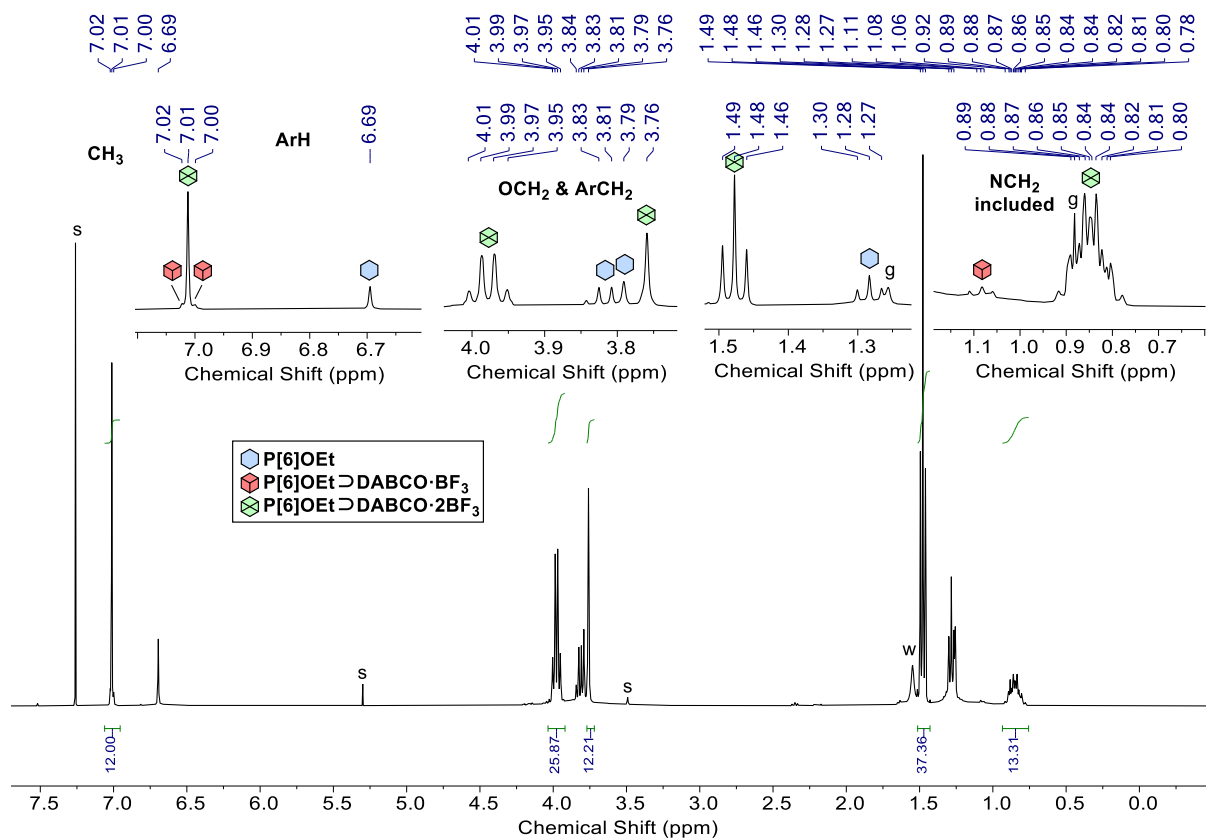 7.02 7.01 7.00 6.69 4.01 3.99 3.97 3.95 3.84 3.83 3.81 3.79 3.76 1.49 1.48 1.46 1.30 1.28 1.27 1.11 1.08 1.06 0.92 0.89 0.88 0.87 0.86 0.85 0.84 0.84 0.82 0.81 0.80 0.78
7.02 7.01 7.00 6.69
4.01 3.99 3.97 3.95 3.83 3.81 3.79 3.76
1.49 1.48 1.46 1.30 1.28 1.27
0.89 0.88 0.87 0.86 0.85 0.84 0.84 0.82 0.81 0.80
CH₃
ArH
OCH₂ & ArCH₂
NCH₂
included
s
g
g
7.0 6.9 6.8 6.7
Chemical Shift (ppm)
4.0 3.9 3.8
Chemical Shift (ppm)
1.5 1.4 1.3
Chemical Shift (ppm)
1.1 1.0 0.9 0.8 0.7
Chemical Shift (ppm)
P[6]OEt
P[6]OEt⊃DABCO·BF₃
P[6]OEt⊃DABCO·2BF₃
s
s
w
12.00
25.87
12.21
37.36
13.31
7.5 7.0 6.5 6.0 5.5 5.0 4.5 4.0 3.5 3.0 2.5 2.0 1.5 1.0 0.5 0.0
Chemical Shift (ppm)